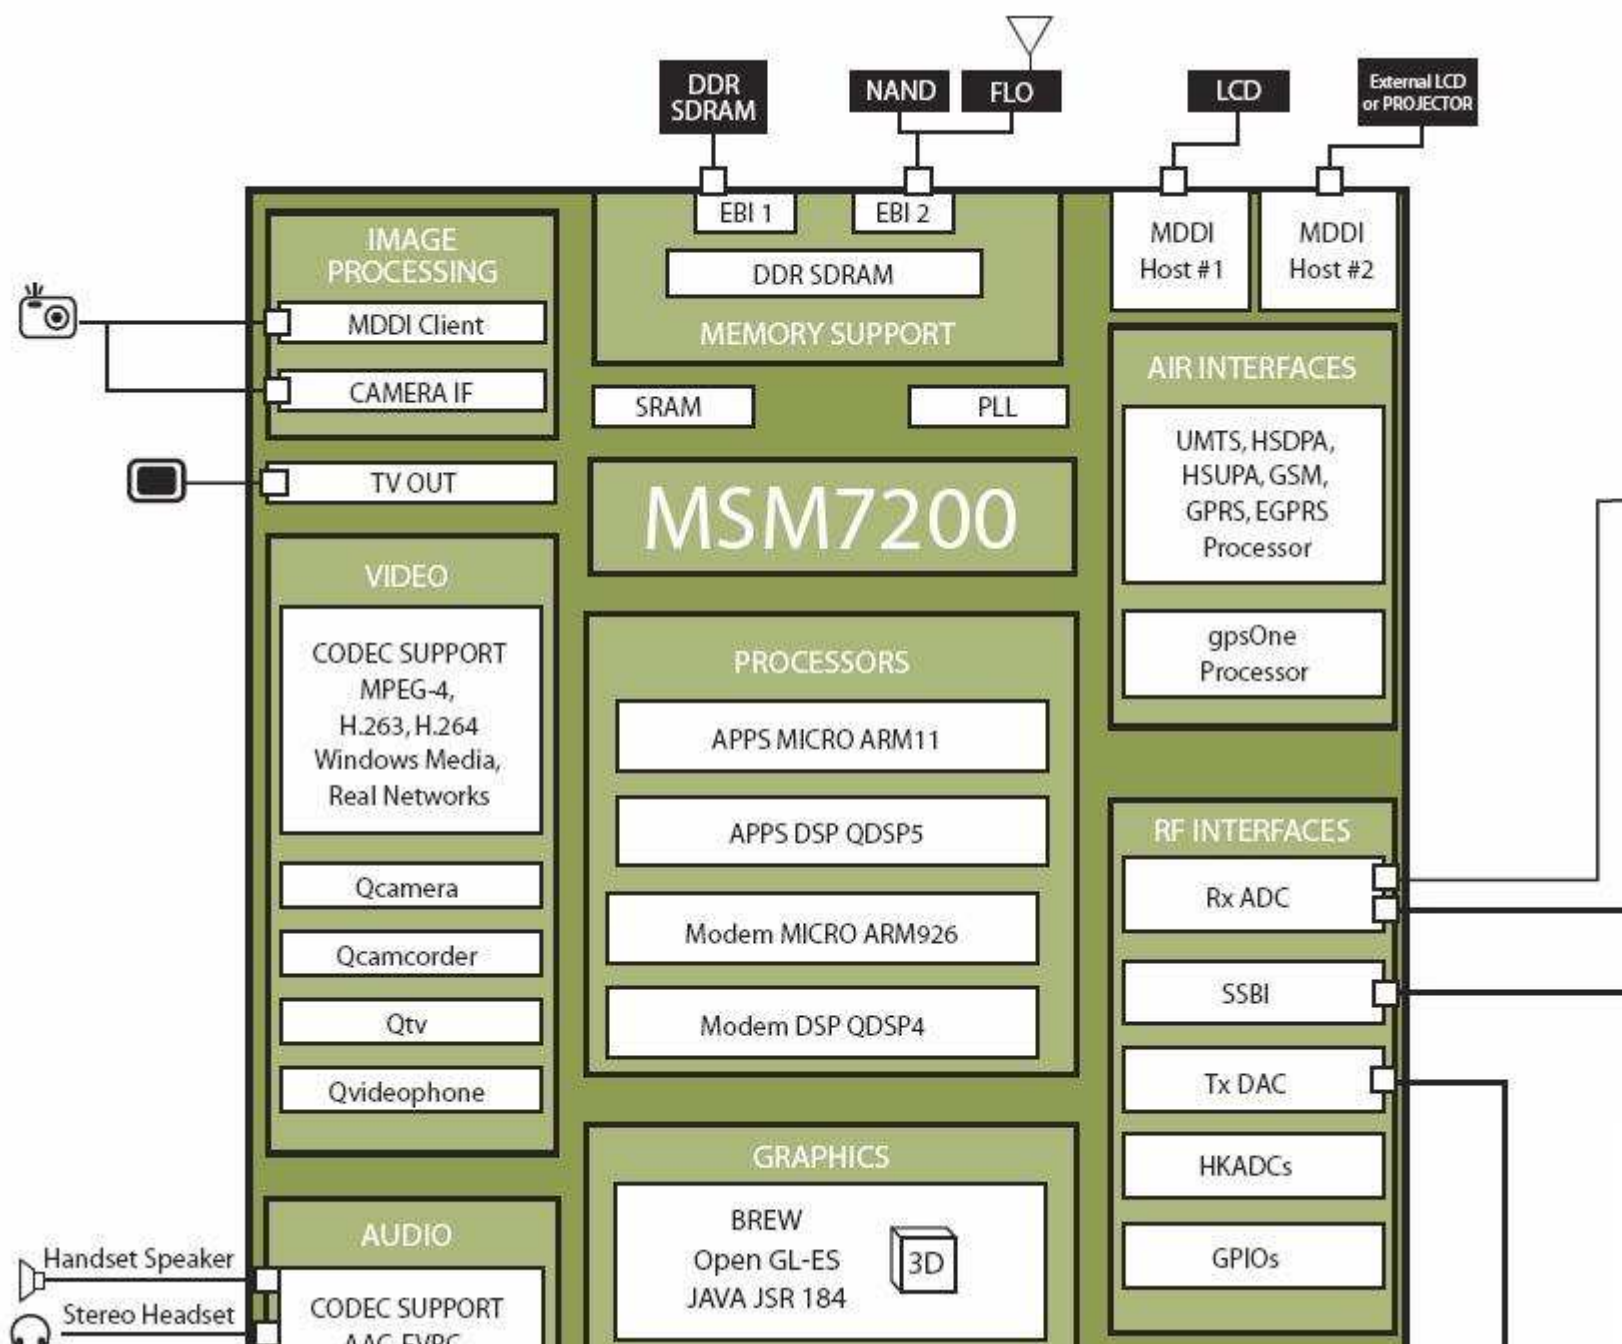 DDR
SDRAM
NAND
FLO
LCD
External LCD
or PROJECTOR
EBI 1
EBI 2
DDR SDRAM
MEMORY SUPPORT
MDDI
Host #1
MDDI
Host #2
IMAGE
PROCESSING
MDDI Client
CAMERA IF
TV OUT
SRAM
PLL
MSM7200
AIR INTERFACES
UMTS, HSDPA,
HSUPA, GSM,
GPRS, EGPRS
Processor
gpsOne
Processor
VIDEO
CODEC SUPPORT
MPEG-4,
H.263, H.264
Windows Media,
Real Networks
Qcamera
Qcamcorder
Qtv
Qvideophone
PROCESSORS
APPS MICRO ARM11
APPS DSP QDSP5
Modem MICRO ARM926
Modem DSP QDSP4
RF INTERFACES
Rx ADC
SSBI
Tx DAC
HKADCs
GPIOs
GRAPHICS
BREW
Open GL-ES
JAVA JSR 184
3D
AUDIO
Handset Speaker
Stereo Headset
CODEC SUPPORT